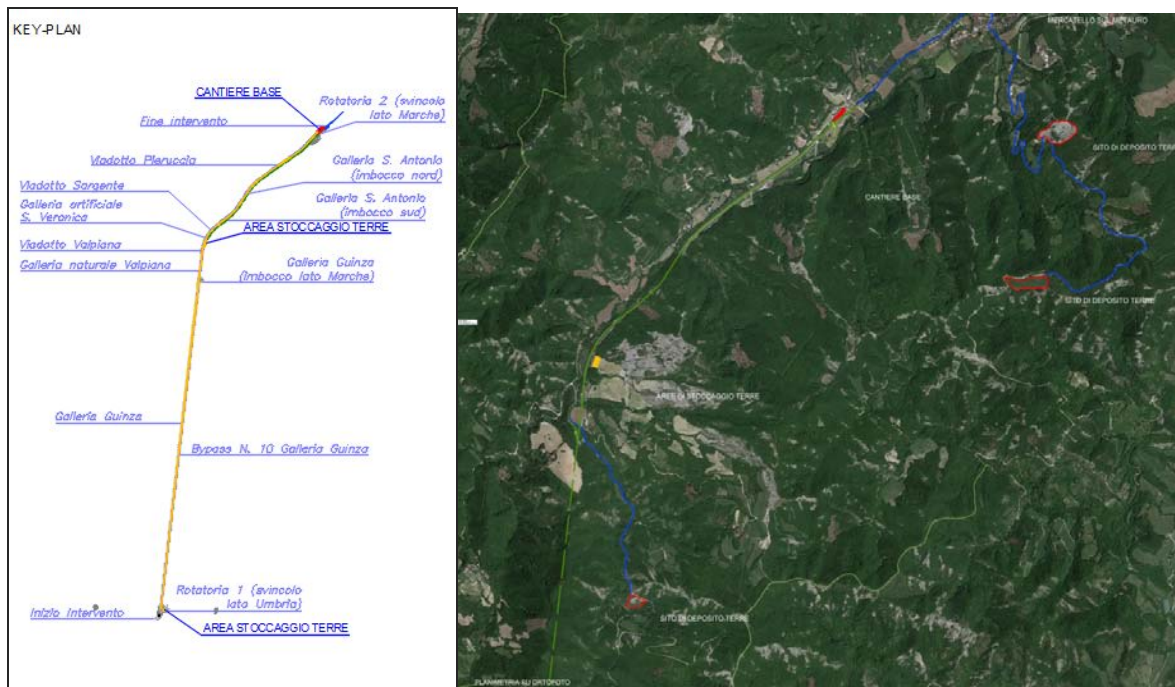 KEY-PLAN
CANTIERE BASE
Rotatoria 2 (svincolo
lato Marche)
Fine intervento
Viadotto Pieruccia
Galleria S. Antonio
(imbocco nord)
Viadotto Sargente
Galleria artificiale
S. Veronica
Galleria S. Antonio
(imbocco sud)
AREA STOCCAGGIO TERRE
Viadotto Valpiana
Galleria naturale Valpiana
Galleria Guinza
(imbocco lato Marche)
Galleria Guinza
Bypass N. 10 Galleria Guinza
Rotatoria 1 (svincolo
lato Umbria)
Inizio Intervento
AREA STOCCAGGIO TERRE
MERCATELLO SUL METAURO
SITO DI DEPOSITO TERRE
CANTIERE BASE
SITO DI DEPOSITO TERRE
AREE DI STOCCAGGIO TERRE
SITO DI DEPOSITO TERRE
PLANIMETRIA SU ORTOFOTO